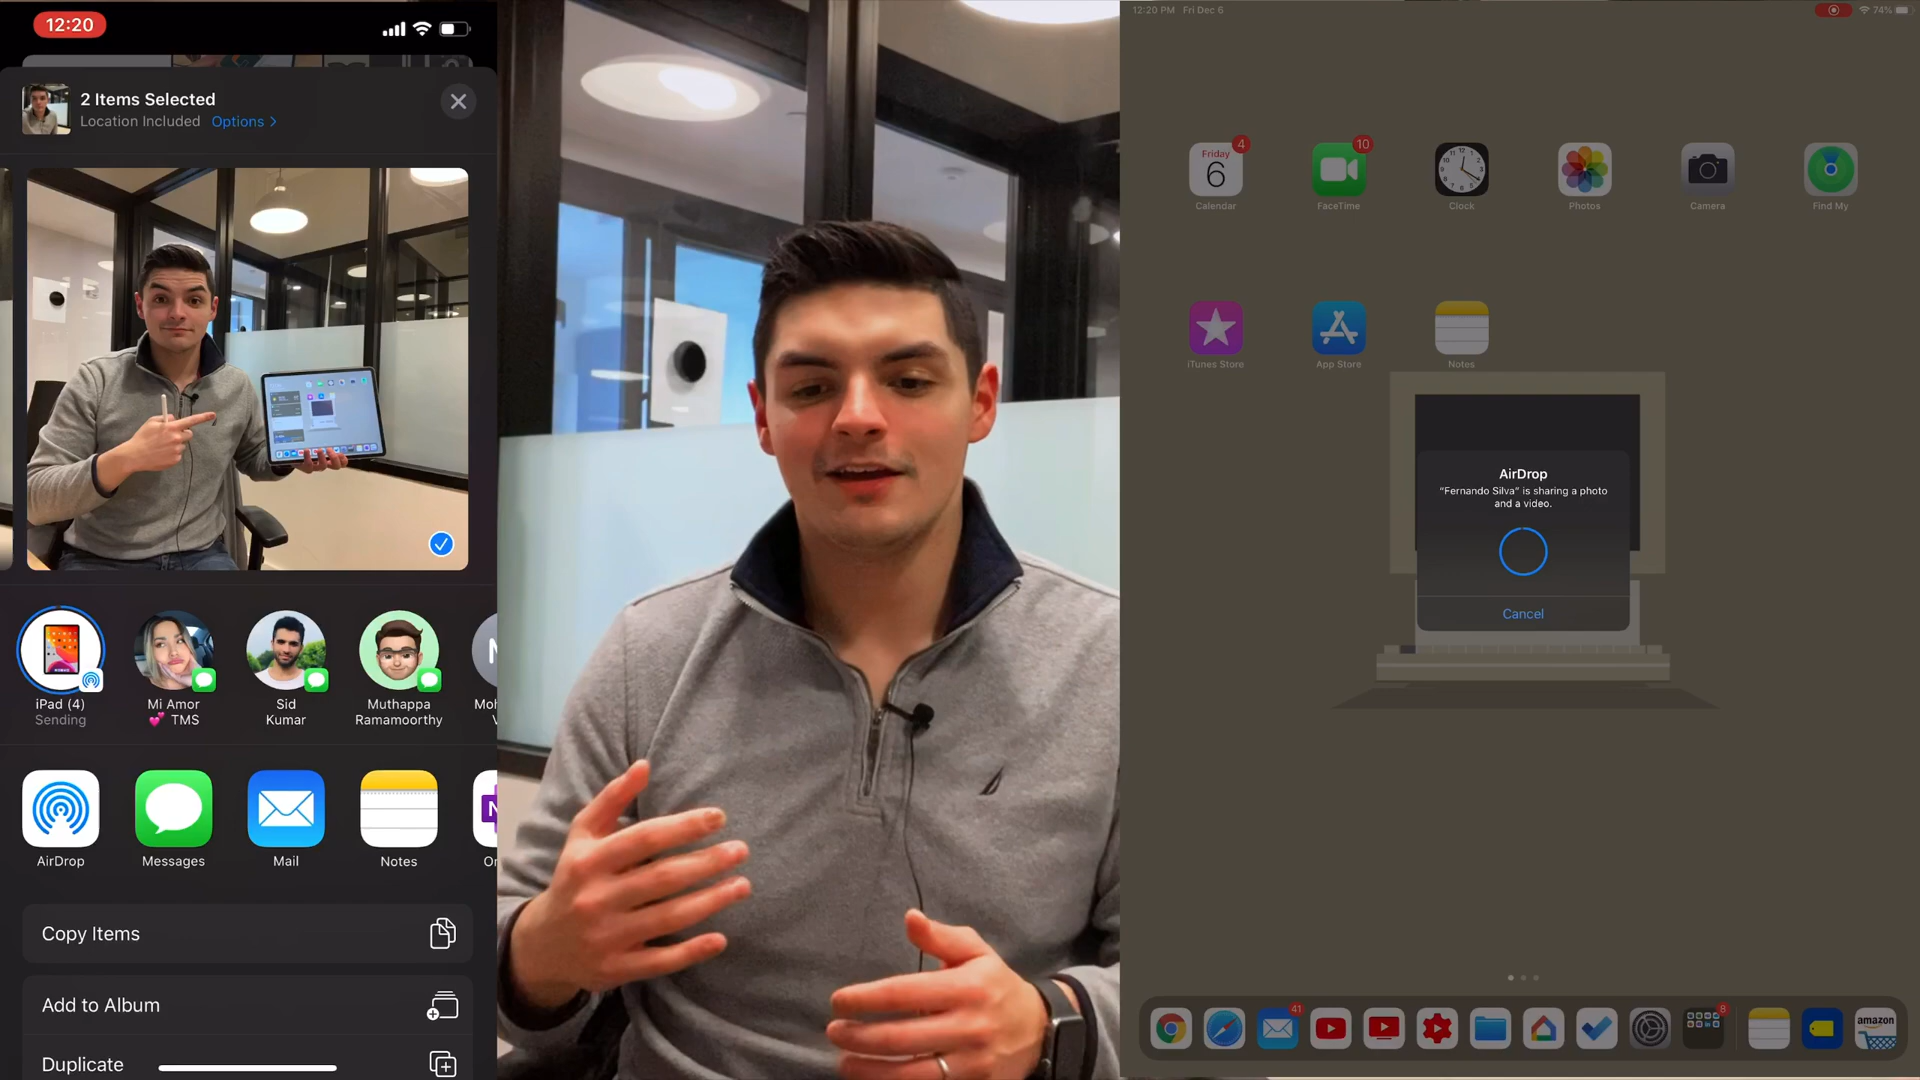 12:20
2 Items Selected
Location Included Options >
iPad (4)
Sending
Mi Amor
💕 TMS
Sid
Kumar
Muthappa
Ramamoorthy
Moh
V
N
AirDrop
Messages
Mail
Notes
On
Copy Items
Add to Album
Duplicate
12:20 PM Fri Dec 6
74%
4
Friday
6
Calendar
10
FaceTime
Clock
Photos
Camera
Find My
iTunes Store
App Store
Notes
AirDrop
“Fernando Silva” is sharing a photo
and a video.
Cancel
41
8
amazon